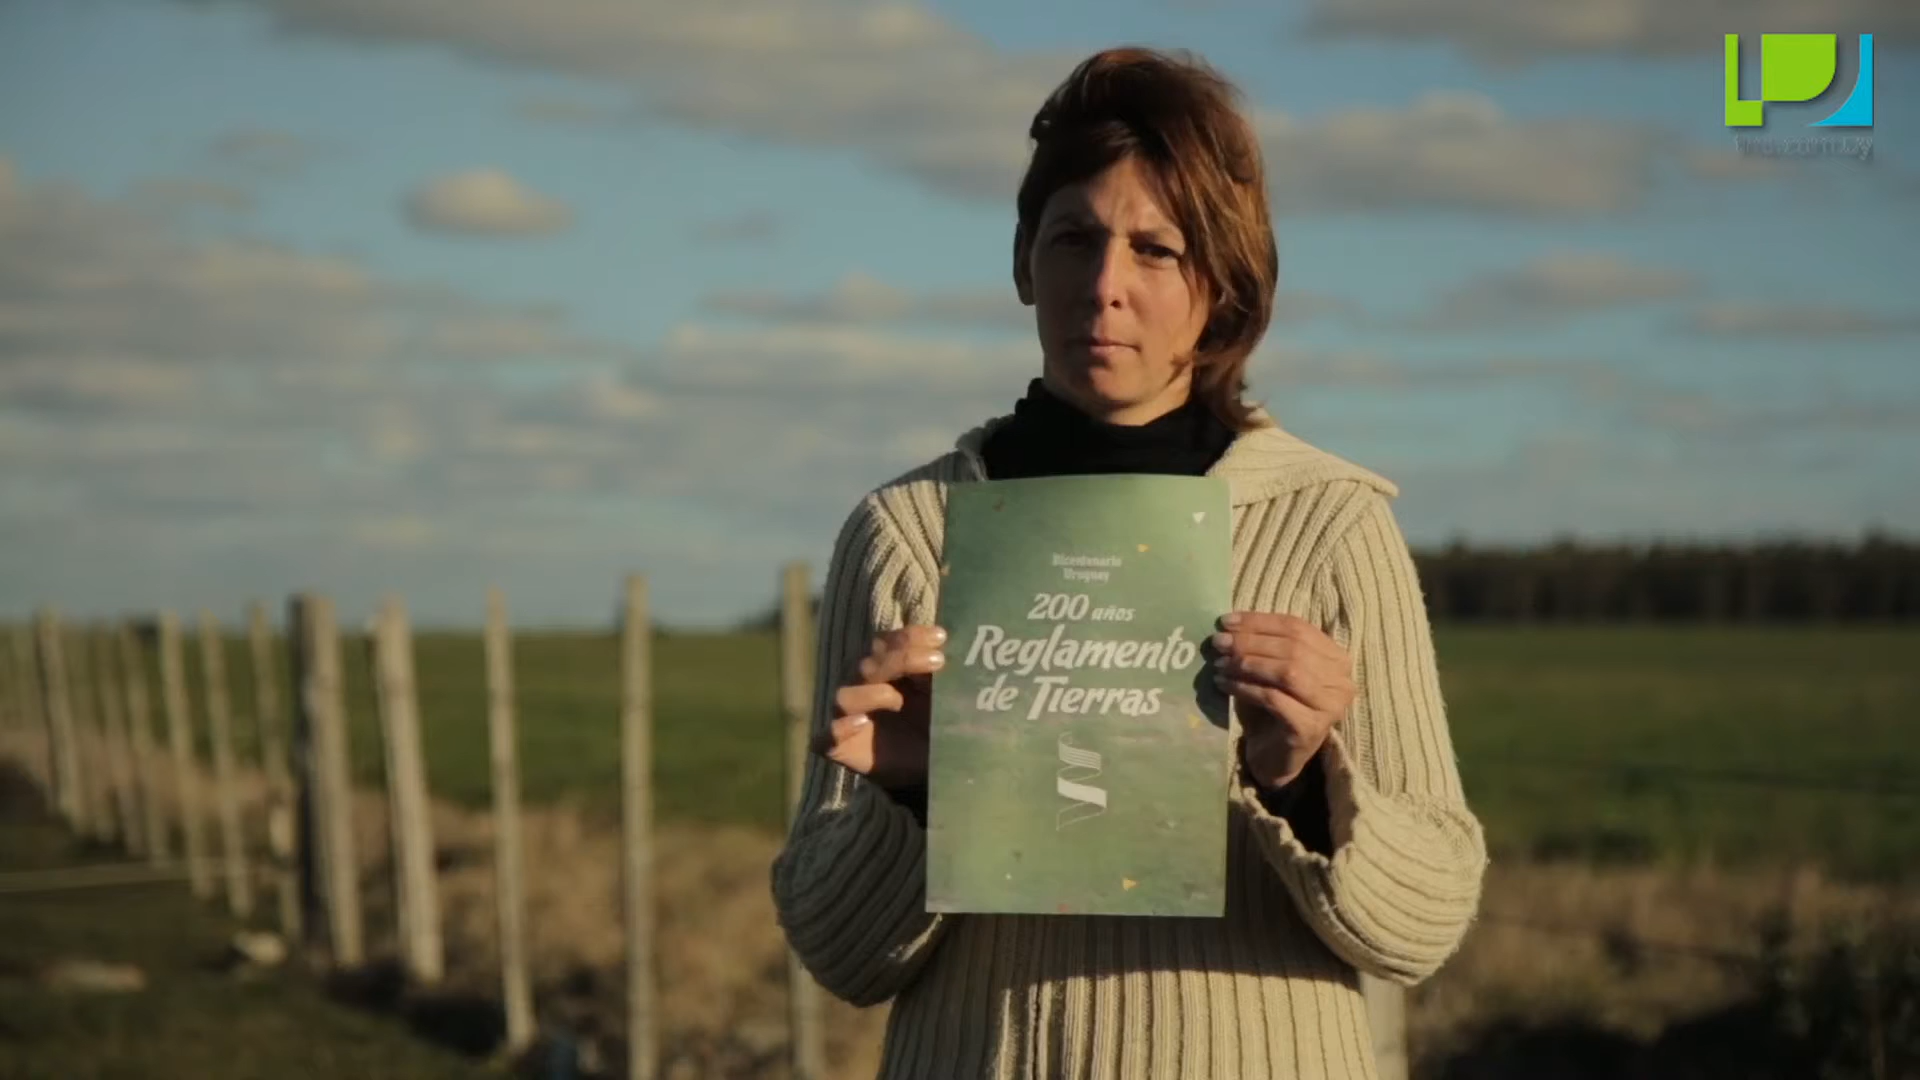 Bicentenario
Uruguay
200 años
Reglamento
de Tierras